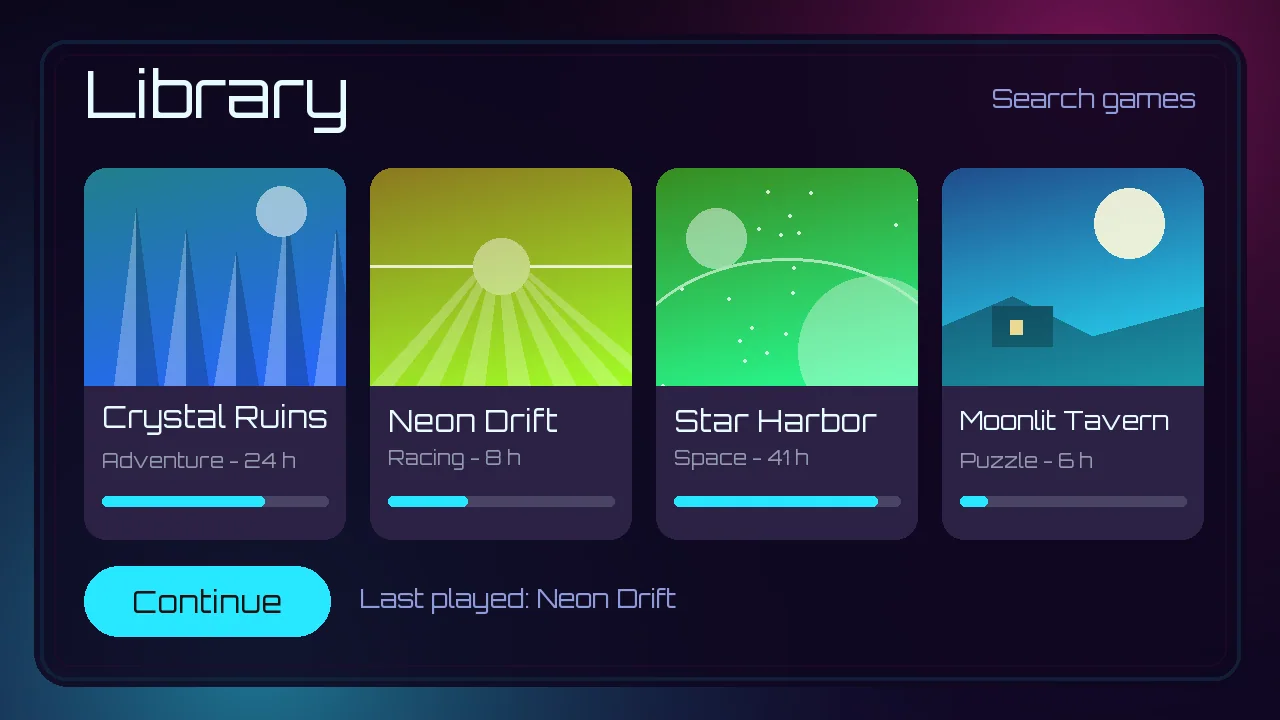 Library
Search games
Crystal Ruins
Adventure - 24 h
Neon Drift
Racing - 8 h
Star Harbor
Space - 41 h
Moonlit Tavern
Puzzle - 6 h
Continue
Last played: Neon Drift